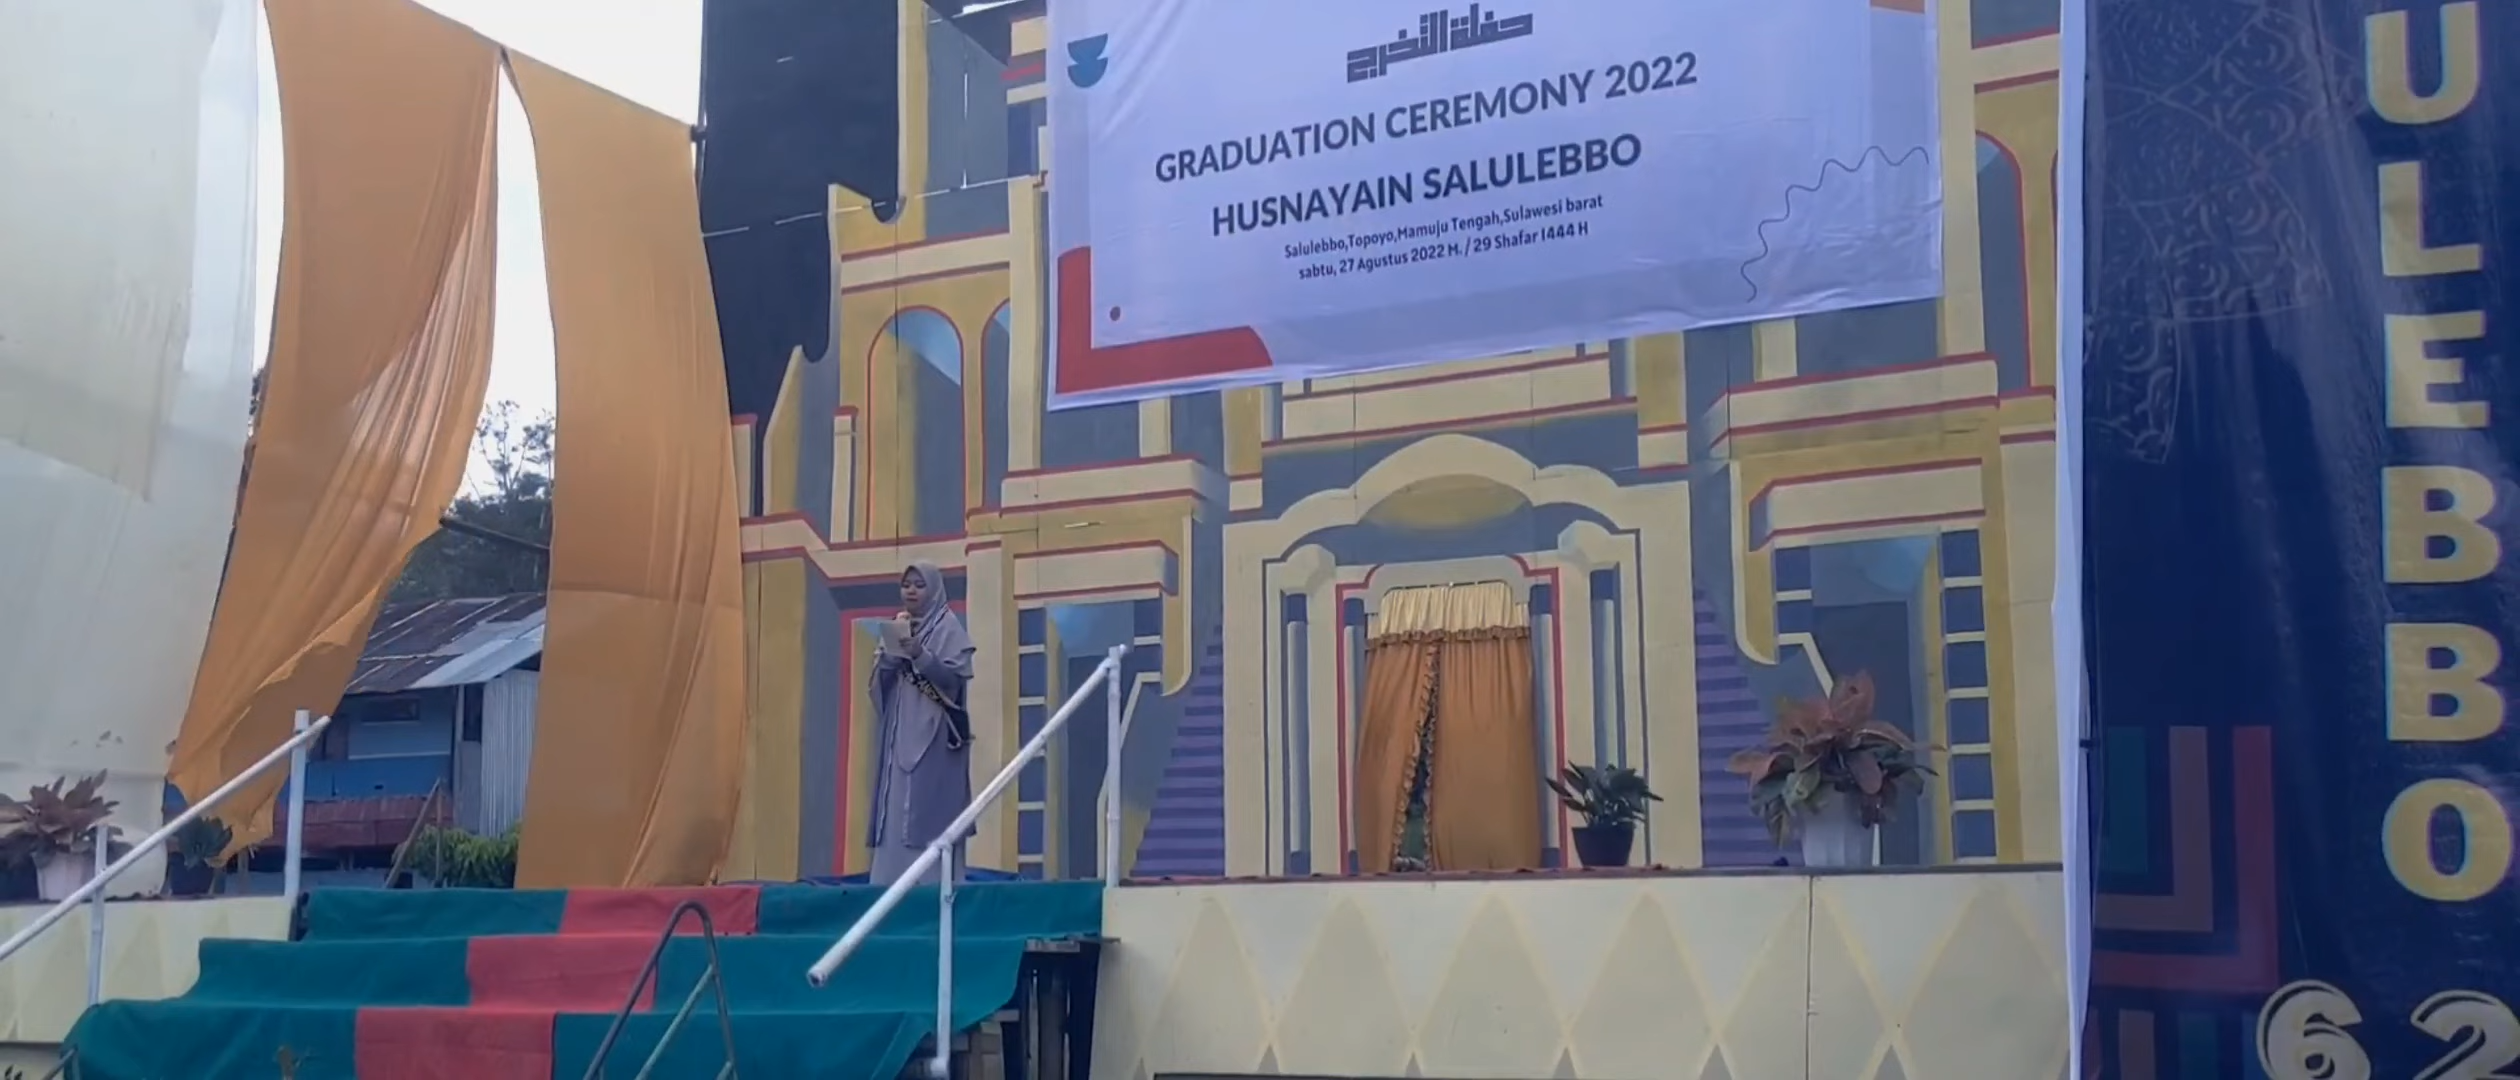 حفلة التخرج
GRADUATION CEREMONY 2022
HUSNAYAIN SALULEBBO
Salulebbo,Topoyo,Mamuju Tengah,Sulawesi barat
sabtu, 27 Agustus 2022 M. / 29 Shafar 1444 H
ULEBBO
62